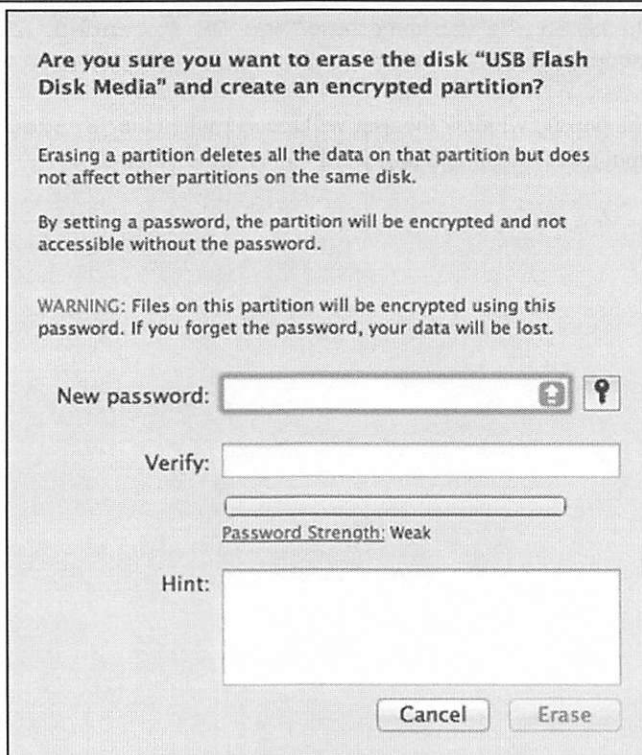 Are you sure you want to erase the disk “USB Flash
Disk Media” and create an encrypted partition?
Erasing a partition deletes all the data on that partition but does
not affect other partitions on the same disk.
By setting a password, the partition will be encrypted and not
accessible without the password.
WARNING: Files on this partition will be encrypted using this
password. If you forget the password, your data will be lost.
New password:
Verify:
Password Strength: Weak
Hint:
Cancel
Erase